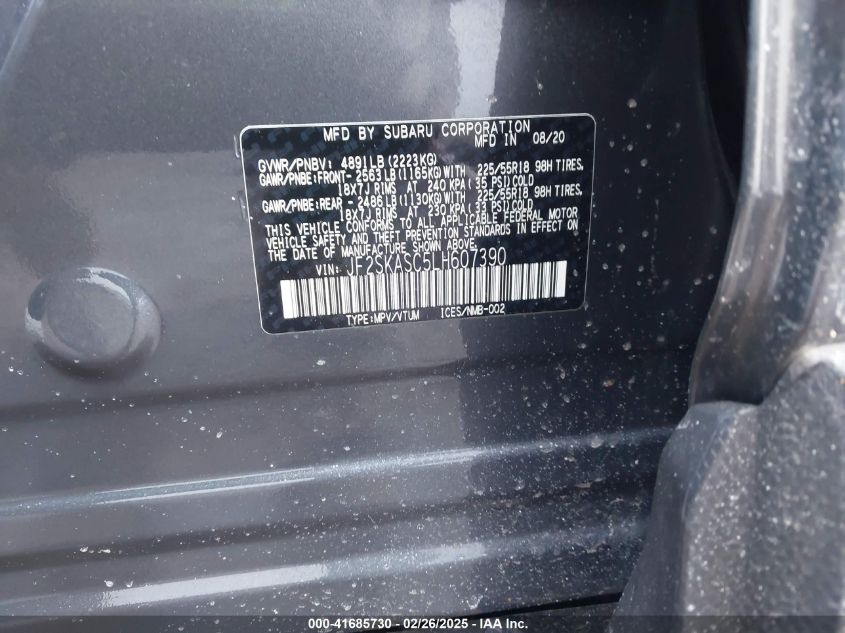 MFD BY SUBARU CORPORATION
MFD IN 08/20
GVWR/PNBV: 4891LB (2223KG)
GAWR/PNBE:FRONT- 2563LB(1165KG)WITH 225/55R18 98H TIRES,
18X7J RIMS AT 240 KPA( 35 PSI)COLD
GAWR/PNBE:REAR - 2486LB(1130KG)WITH 225/55R18 98H TIRES,
18X7J RIMS AT 230 KPA( 33 PSI)COLD
THIS VEHICLE CONFORMS TO ALL APPLICABLE FEDERAL MOTOR
VEHICLE SAFETY AND THEFT PREVENTION STANDARDS IN EFFECT ON
THE DATE OF MANUFACTURE SHOWN ABOVE.
VIN: JF2SKASC5LH607390
TYPE:MPV/VTUM ICES/NMB-002
000-41685730 - 02/26/2025 - IAA Inc.